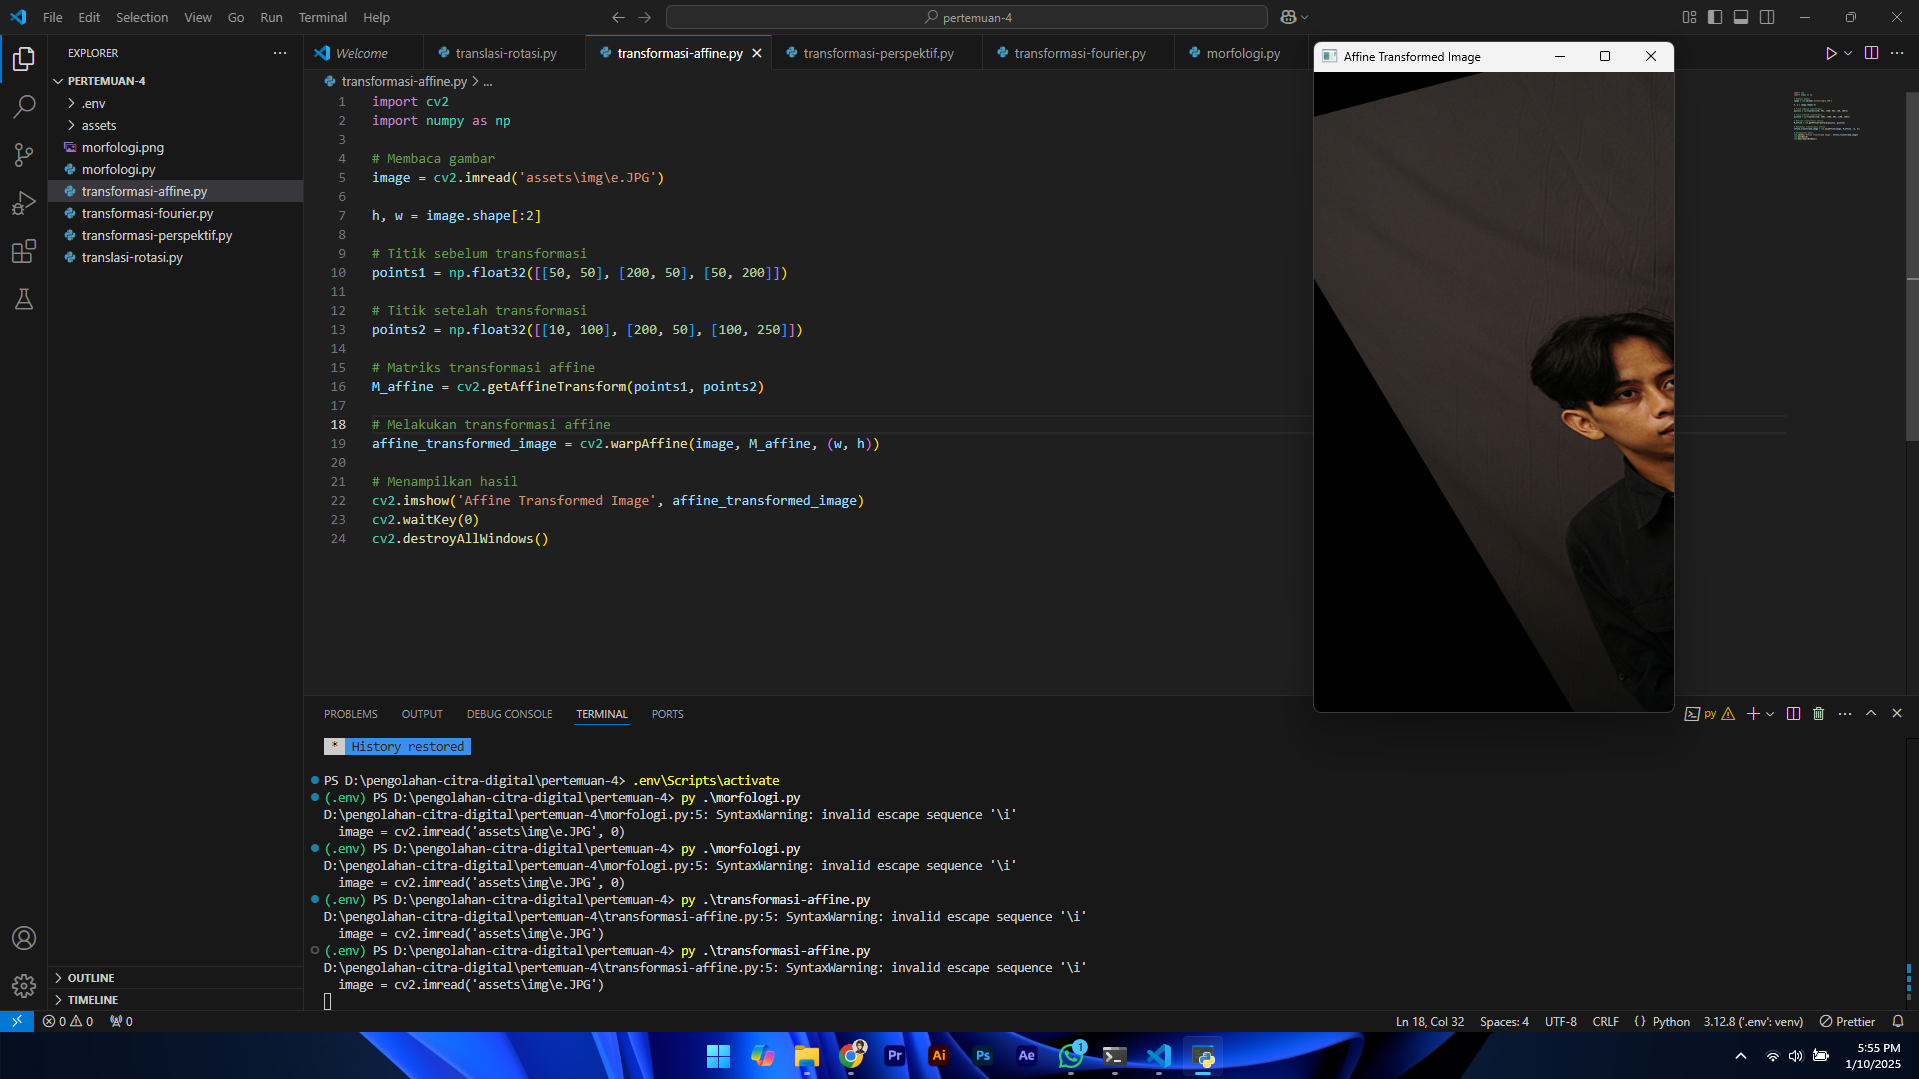 File Edit Selection View Go Run Terminal Help
pertemuan-4
EXPLORER
PERTEMUAN-4
.env
assets
morfologi.png
morfologi.py
transformasi-affine.py
transformasi-fourier.py
transformasi-perspektif.py
translasi-rotasi.py
OUTLINE
TIMELINE
Welcome translasi-rotasi.py transformasi-affine.py transformasi-perspektif.py transformasi-fourier.py morfologi.py
transformasi-affine.py > ...
1 import cv2
2 import numpy as np
3
4 # Membaca gambar
5 image = cv2.imread('assets\img\e.JPG')
6
7 h, w = image.shape[:2]
8
9 # Titik sebelum transformasi
10 points1 = np.float32([[50, 50], [200, 50], [50, 200]])
11
12 # Titik setelah transformasi
13 points2 = np.float32([[10, 100], [200, 50], [100, 250]])
14
15 # Matriks transformasi affine
16 M_affine = cv2.getAffineTransform(points1, points2)
17
18 # Melakukan transformasi affine
19 affine_transformed_image = cv2.warpAffine(image, M_affine, (w, h))
20
21 # Menampilkan hasil
22 cv2.imshow('Affine Transformed Image', affine_transformed_image)
23 cv2.waitKey(0)
24 cv2.destroyAllWindows()
Affine Transformed Image
PROBLEMS OUTPUT DEBUG CONSOLE TERMINAL PORTS
py
* History restored
PS D:\pengolahan-citra-digital\pertemuan-4> .env\Scripts\activate
(.env) PS D:\pengolahan-citra-digital\pertemuan-4> py .\morfologi.py
D:\pengolahan-citra-digital\pertemuan-4\morfologi.py:5: SyntaxWarning: invalid escape sequence '\i'
image = cv2.imread('assets\img\e.JPG', 0)
(.env) PS D:\pengolahan-citra-digital\pertemuan-4> py .\morfologi.py
D:\pengolahan-citra-digital\pertemuan-4\morfologi.py:5: SyntaxWarning: invalid escape sequence '\i'
image = cv2.imread('assets\img\e.JPG', 0)
(.env) PS D:\pengolahan-citra-digital\pertemuan-4> py .\transformasi-affine.py
D:\pengolahan-citra-digital\pertemuan-4\transformasi-affine.py:5: SyntaxWarning: invalid escape sequence '\i'
image = cv2.imread('assets\img\e.JPG')
(.env) PS D:\pengolahan-citra-digital\pertemuan-4> py .\transformasi-affine.py
D:\pengolahan-citra-digital\pertemuan-4\transformasi-affine.py:5: SyntaxWarning: invalid escape sequence '\i'
image = cv2.imread('assets\img\e.JPG')
0 0 0
Ln 18, Col 32 Spaces: 4 UTF-8 CRLF {} Python 3.12.8 ('.env': venv) Prettier
Pr Ai Ps Ae 1
5:55 PM
1/10/2025